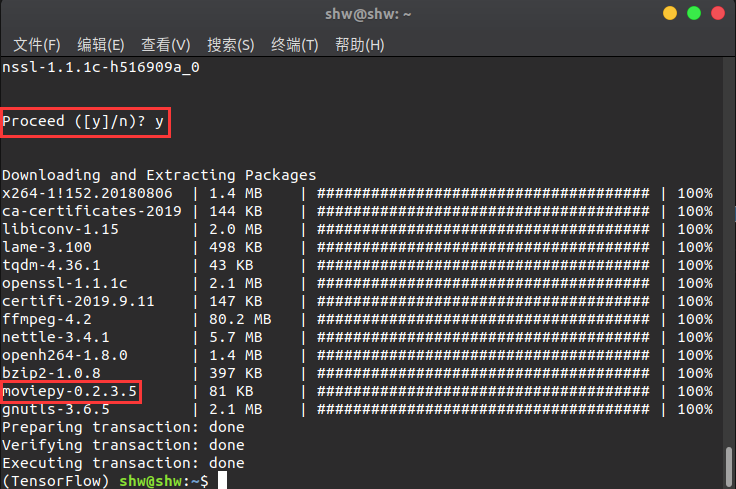 shw@shw: ~
文件(F) 编辑(E) 查看(V) 搜索(S) 终端(T) 帮助(H)
nssl-1.1.1c-h516909a_0
Proceed ([y]/n)? y
Downloading and Extracting Packages
x264-1!152.20180806 | 1.4 MB | ##################################### | 100%
ca-certificates-2019 | 144 KB | ##################################### | 100%
libiconv-1.15 | 2.0 MB | ##################################### | 100%
lame-3.100 | 498 KB | ##################################### | 100%
tqdm-4.36.1 | 43 KB | ##################################### | 100%
openssl-1.1.1c | 2.1 MB | ##################################### | 100%
certifi-2019.9.11 | 147 KB | ##################################### | 100%
ffmpeg-4.2 | 80.2 MB | ##################################### | 100%
nettle-3.4.1 | 5.7 MB | ##################################### | 100%
openh264-1.8.0 | 1.4 MB | ##################################### | 100%
bzip2-1.0.8 | 397 KB | ##################################### | 100%
moviepy-0.2.3.5 | 81 KB | ##################################### | 100%
gnutls-3.6.5 | 2.1 MB | ##################################### | 100%
Preparing transaction: done
Verifying transaction: done
Executing transaction: done
(TensorFlow) shw@shw:~$